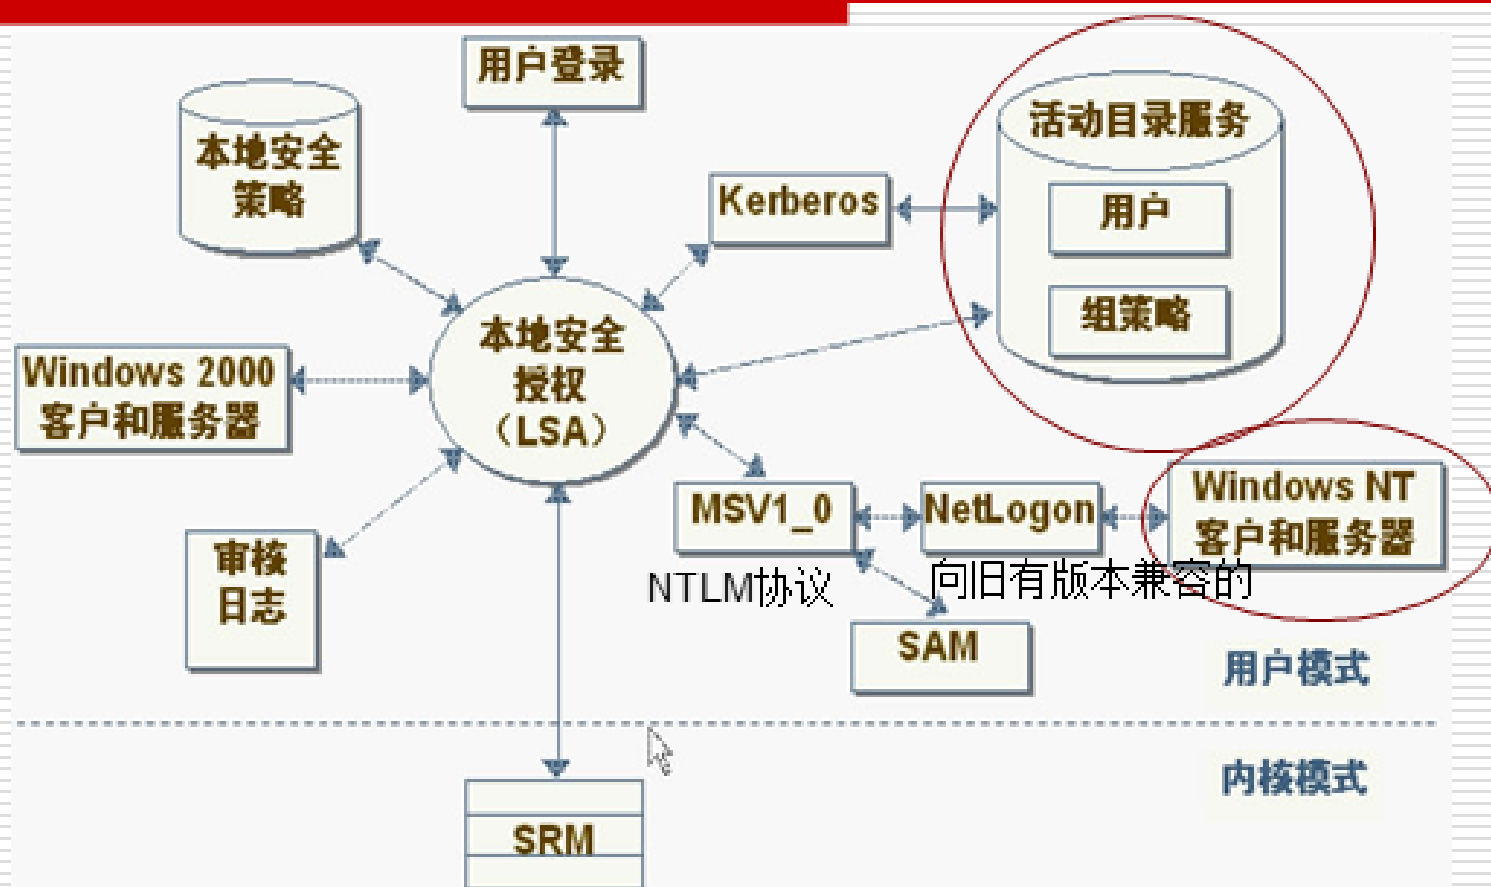 用户登录
活动目录服务
本地安全
策略
Kerberos
用户
组策略
本地安全
授权
（LSA）
Windows 2000
客户和服务器
MSV1_0
NetLogon
Windows NT
客户和服务器
审核
日志
NTLM协议
向旧有版本兼容的
SAM
用户模式
内核模式
SRM